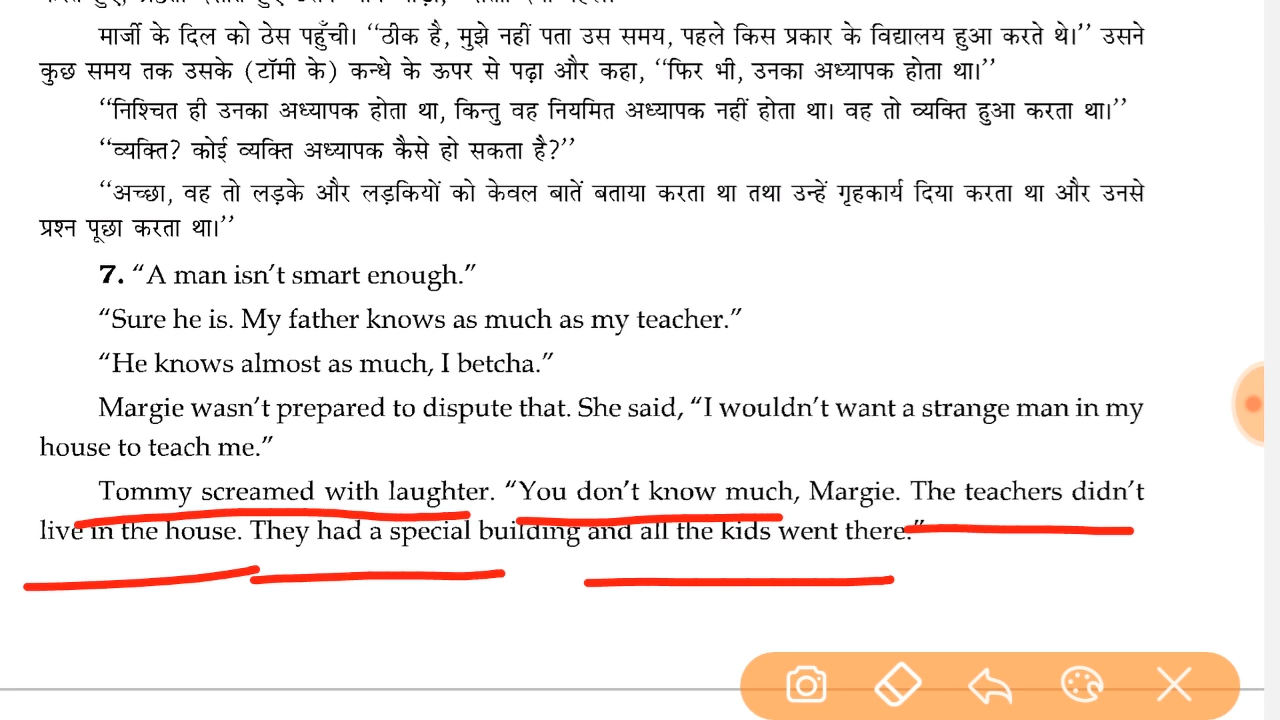 मार्जी के दिल को ठेस पहुँची। ‘‘ठीक है, मुझे नहीं पता उस समय, पहले किस प्रकार के विद्यालय हुआ करते थे।’’ उसने
कुछ समय तक उसके (टॉमी के) कन्धे के ऊपर से पढ़ा और कहा, ‘‘फिर भी, उनका अध्यापक होता था।’’
‘‘निश्चित ही उनका अध्यापक होता था, किन्तु वह नियमित अध्यापक नहीं होता था। वह तो व्यक्ति हुआ करता था।’’
‘‘व्यक्ति? कोई व्यक्ति अध्यापक कैसे हो सकता है?’’
‘‘अच्छा, वह तो लड़के और लड़कियों को केवल बातें बताया करता था तथा उन्हें गृहकार्य दिया करता था और उनसे
प्रश्न पूछा करता था।’’
7. “A man isn’t smart enough.”
“Sure he is. My father knows as much as my teacher.”
“He knows almost as much, I betcha.”
Margie wasn’t prepared to dispute that. She said, “I wouldn’t want a strange man in my
house to teach me.”
Tommy screamed with laughter. “You don’t know much, Margie. The teachers didn’t
live in the house. They had a special building and all the kids went there.”